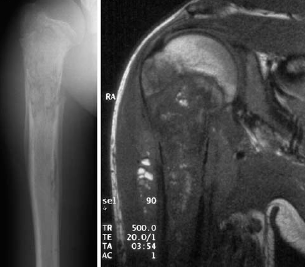 RA
sel 90
TR 500.0
TE 20.0/1
TA 03:54
AC 1